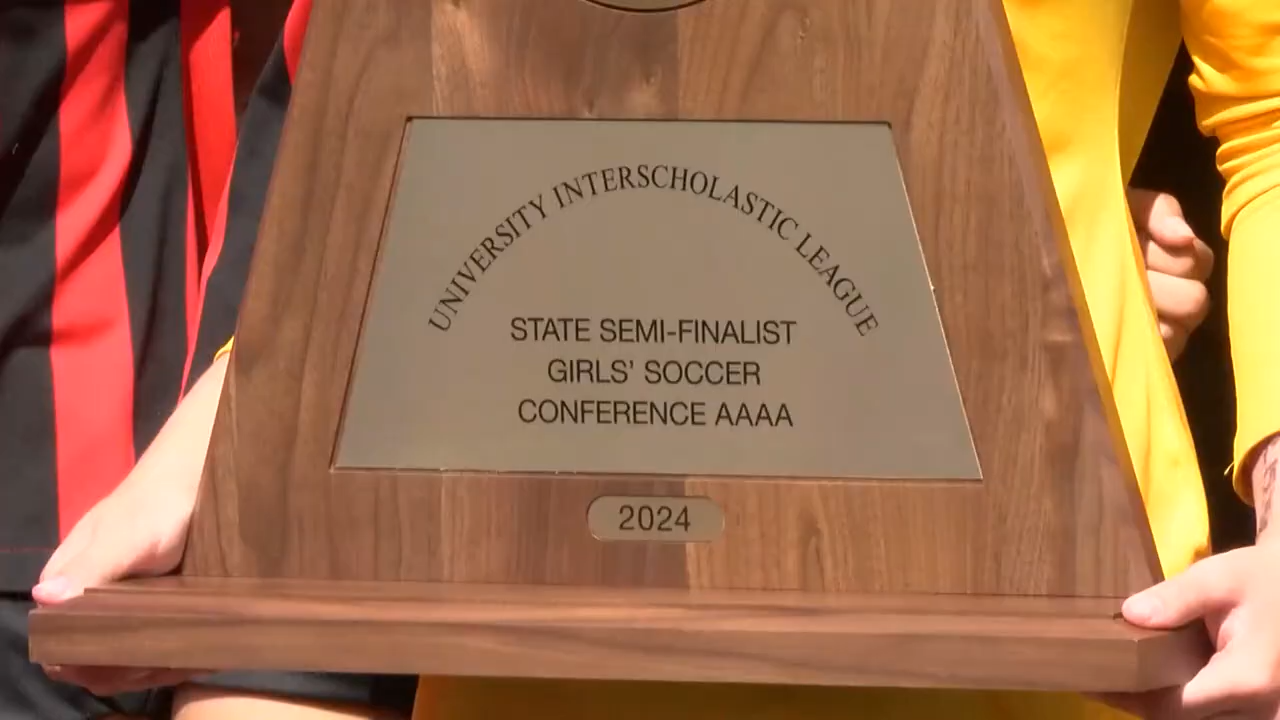 UNIVERSITY INTERSCHOLASTIC LEAGUE
STATE SEMI-FINALIST
GIRLS' SOCCER
CONFERENCE AAAA
2024